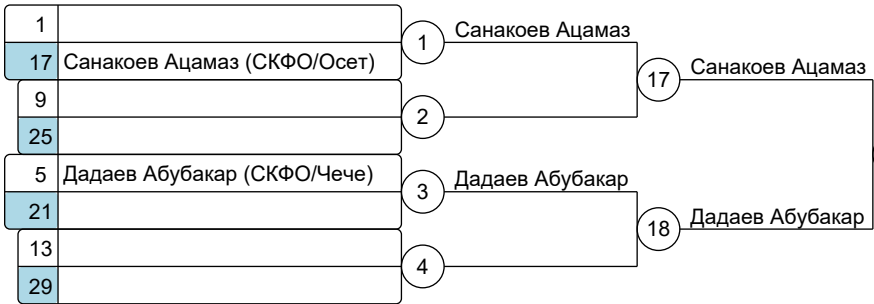 1
Санакоев Ацамаз
1
17 Санакоев Ацамаз (СКФО/Осет)
17
Санакоев Ацамаз
9
2
25
5 Дадаев Абубакар (СКФО/Чече)
3
Дадаев Абубакар
21
18
Дадаев Абубакар
13
4
29